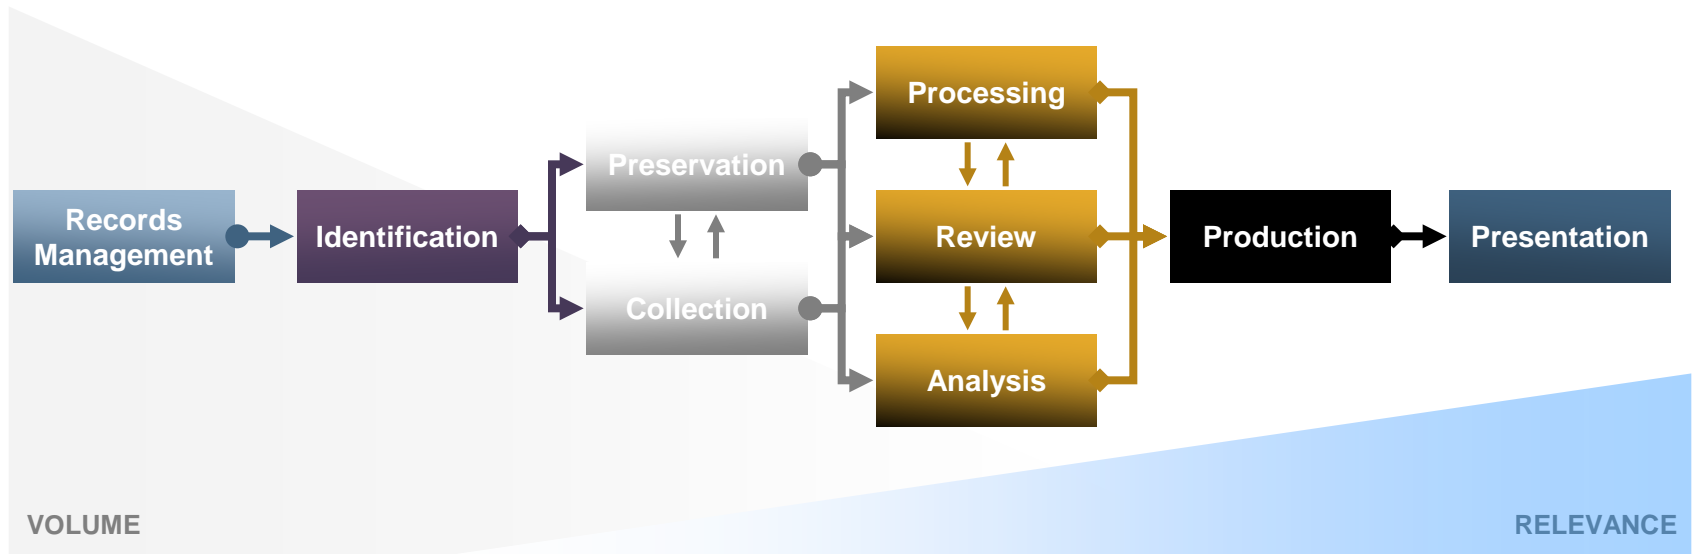 Records
Management
Identification
Preservation
Collection
Processing
Review
Analysis
Production
Presentation
VOLUME
RELEVANCE